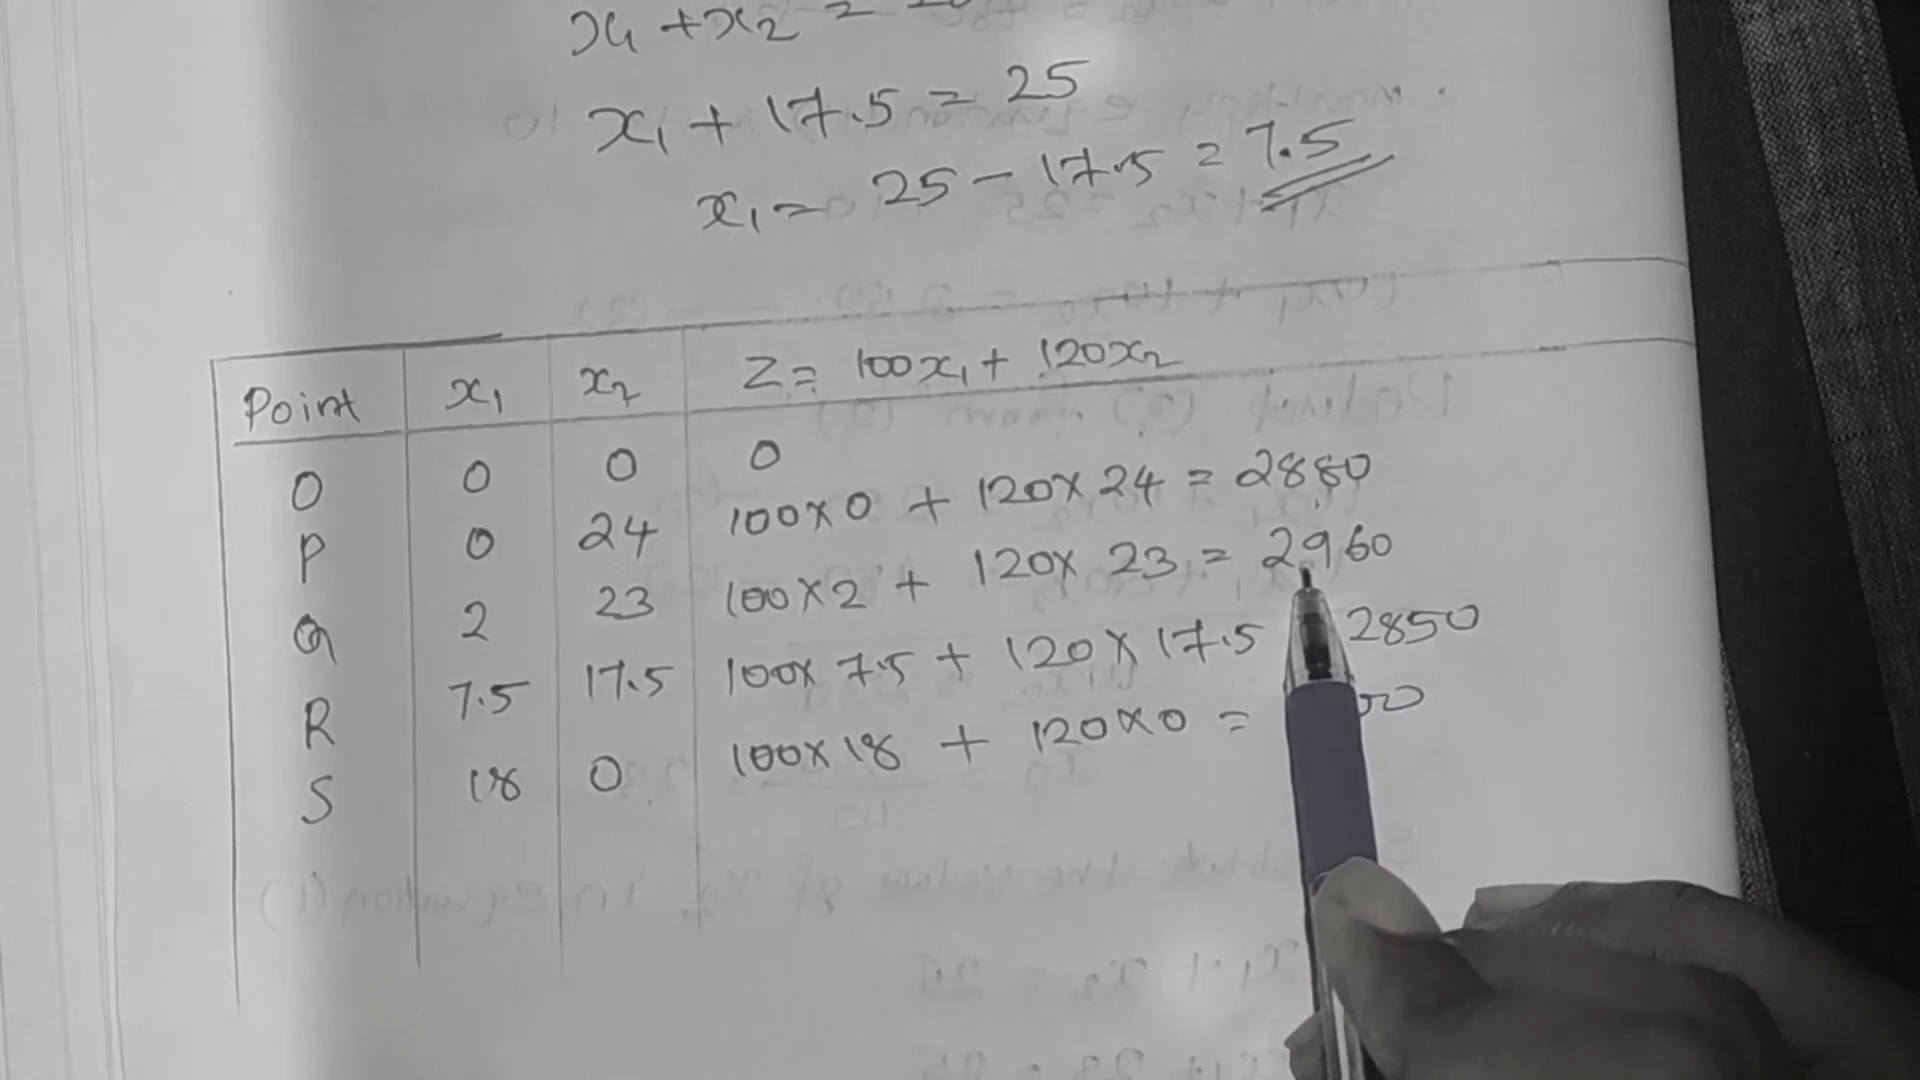 x₁ + x₂ =
x₁ + 17.5 = 25
x₁ = 25 - 17.5 = 7.5
Point x₁ x₂ Z = 100x₁ + 120x₂
O 0 0 0
P 0 24 100×0 + 120×24 = 2880
Q 2 23 100×2 + 120×23 = 2960
R 7.5 17.5 100×7.5 + 120×17.5 2850
S 18 0 100×18 + 120×0 =